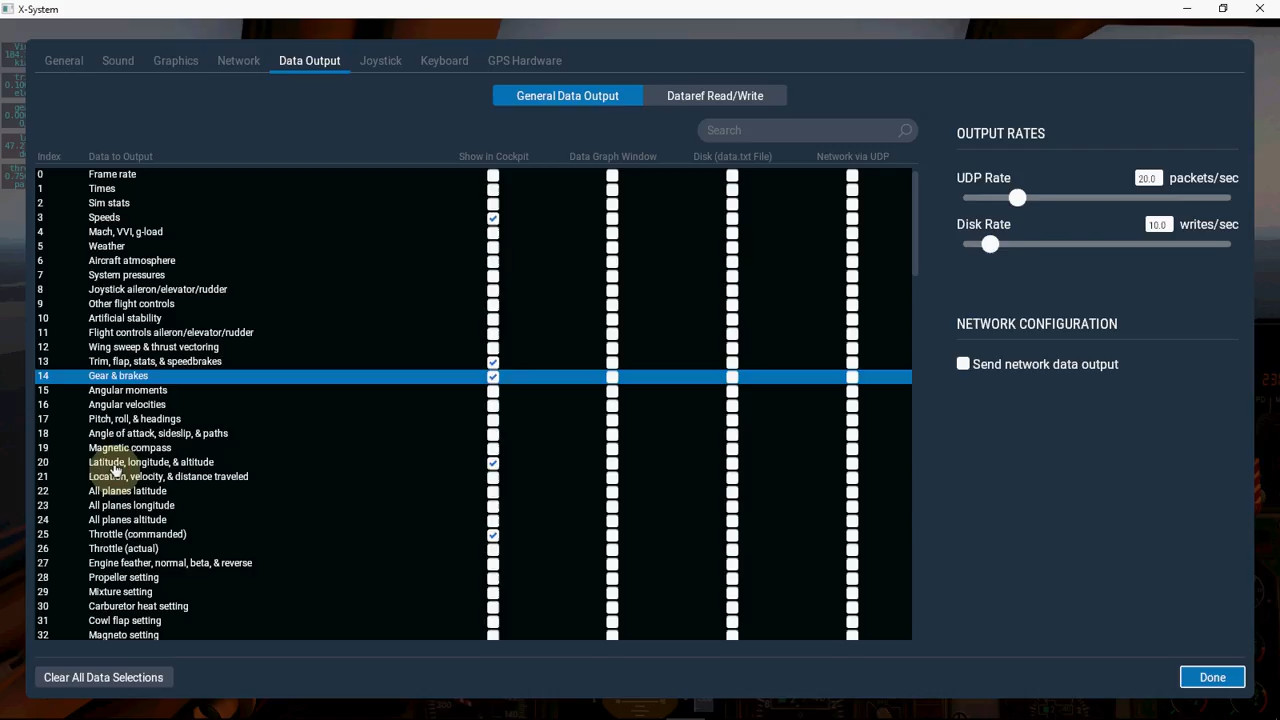 X-System
General Sound Graphics Network Data Output Joystick Keyboard GPS Hardware
General Data Output Dataref Read/Write
Search
Index Data to Output Show in Cockpit Data Graph Window Disk (data.txt File) Network via UDP
0 Frame rate
1 Times
2 Sim stats
3 Speeds
4 Mach, VVI, g-load
5 Weather
6 Aircraft atmosphere
7 System pressures
8 Joystick aileron/elevator/rudder
9 Other flight controls
10 Artificial stability
11 Flight controls aileron/elevator/rudder
12 Wing sweep & thrust vectoring
13 Trim, flap, stats, & speedbrakes
14 Gear & brakes
15 Angular moments
16 Angular velocities
17 Pitch, roll, & headings
18 Angle of attack, sideslip, & paths
19 Magnetic compass
20 Latitude, longitude, & altitude
21 Location, velocity, & distance traveled
22 All planes latitude
23 All planes longitude
24 All planes altitude
25 Throttle (commanded)
26 Throttle (actual)
27 Engine feather, normal, beta, & reverse
28 Propeller setting
29 Mixture setting
30 Carburetor heat setting
31 Cowl flap setting
32 Magneto setting
OUTPUT RATES
UDP Rate 20.0 packets/sec
Disk Rate 10.0 writes/sec
NETWORK CONFIGURATION
Send network data output
Clear All Data Selections
Done